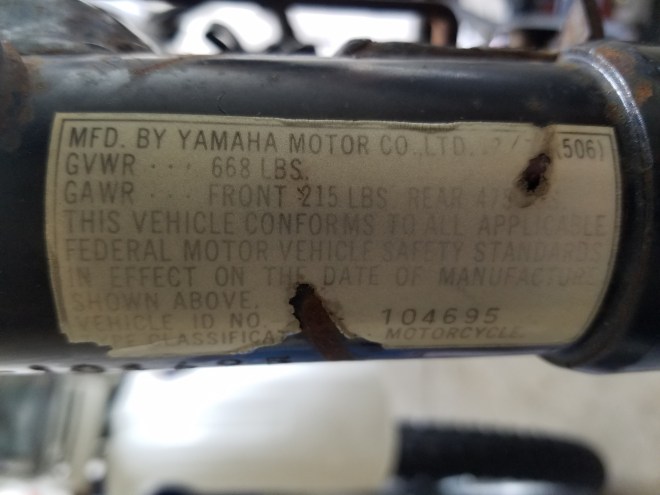 MFD. BY YAMAHA MOTOR CO.,LTD. (506)
GVWR ··· 668 LBS.
GAWR ··· FRONT 215 LBS REAR
THIS VEHICLE CONFORMS TO ALL APPLICABLE
FEDERAL MOTOR VEHICLE SAFETY STANDARDS
IN EFFECT ON THE DATE OF MANUFACTURE
SHOWN ABOVE.
VEHICLE ID NO. 104695
MOTORCYCLE